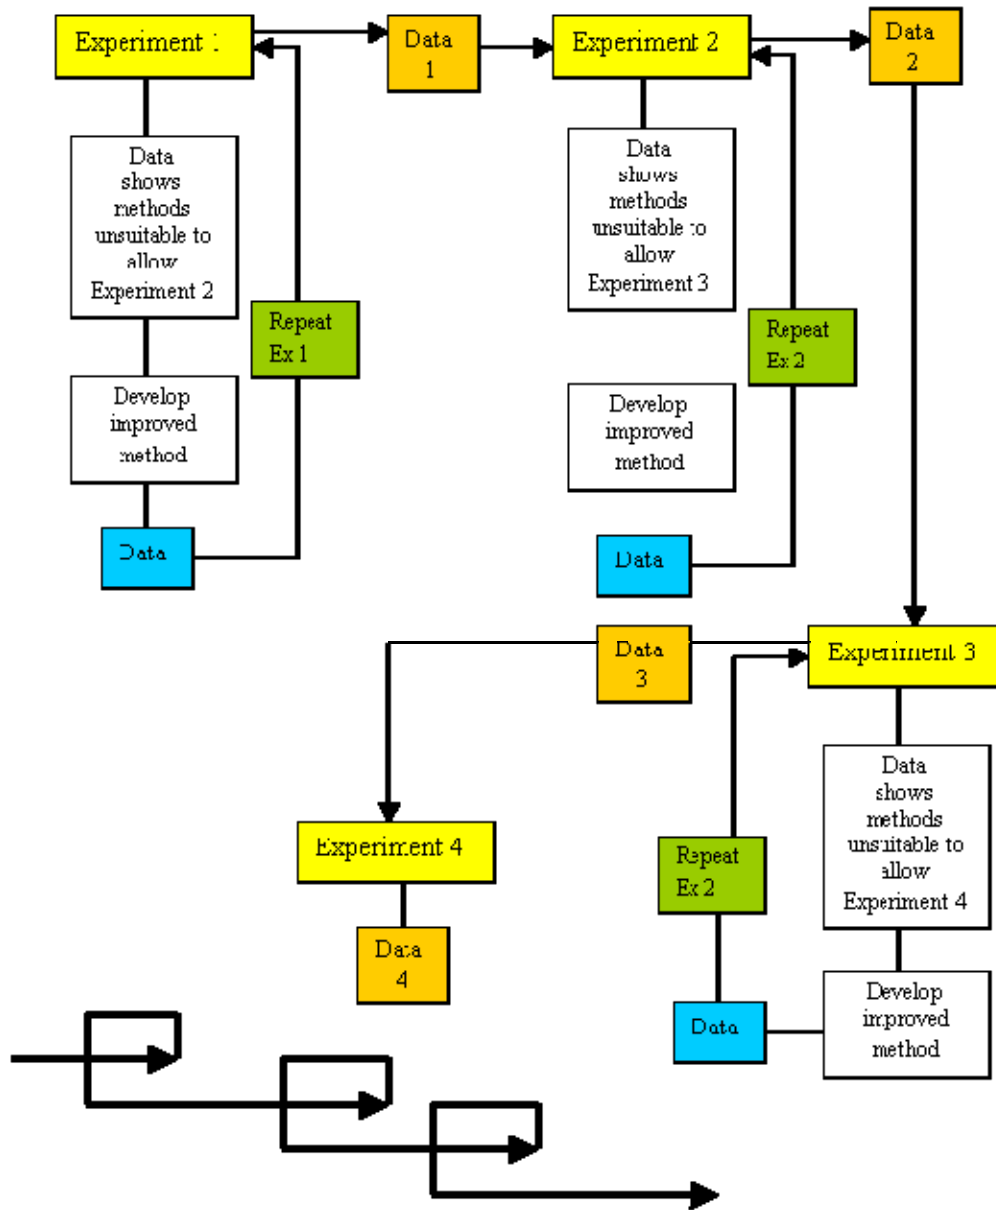 Experiment 1
Data
1
Experiment 2
Data
2
Data
shows
methods
unsuitable to
allow
Experiment 2
Data
shows
methods
unsuitable to
allow
Experiment 3
Repeat
Ex 1
Repeat
Ex 2
Develop
improved
method
Develop
improved
method
Data
Data
Data
3
Experiment 3
Data
shows
methods
unsuitable to
allow
Experiment 4
Experiment 4
Repeat
Ex 2
Data
4
Data
Develop
improved
method